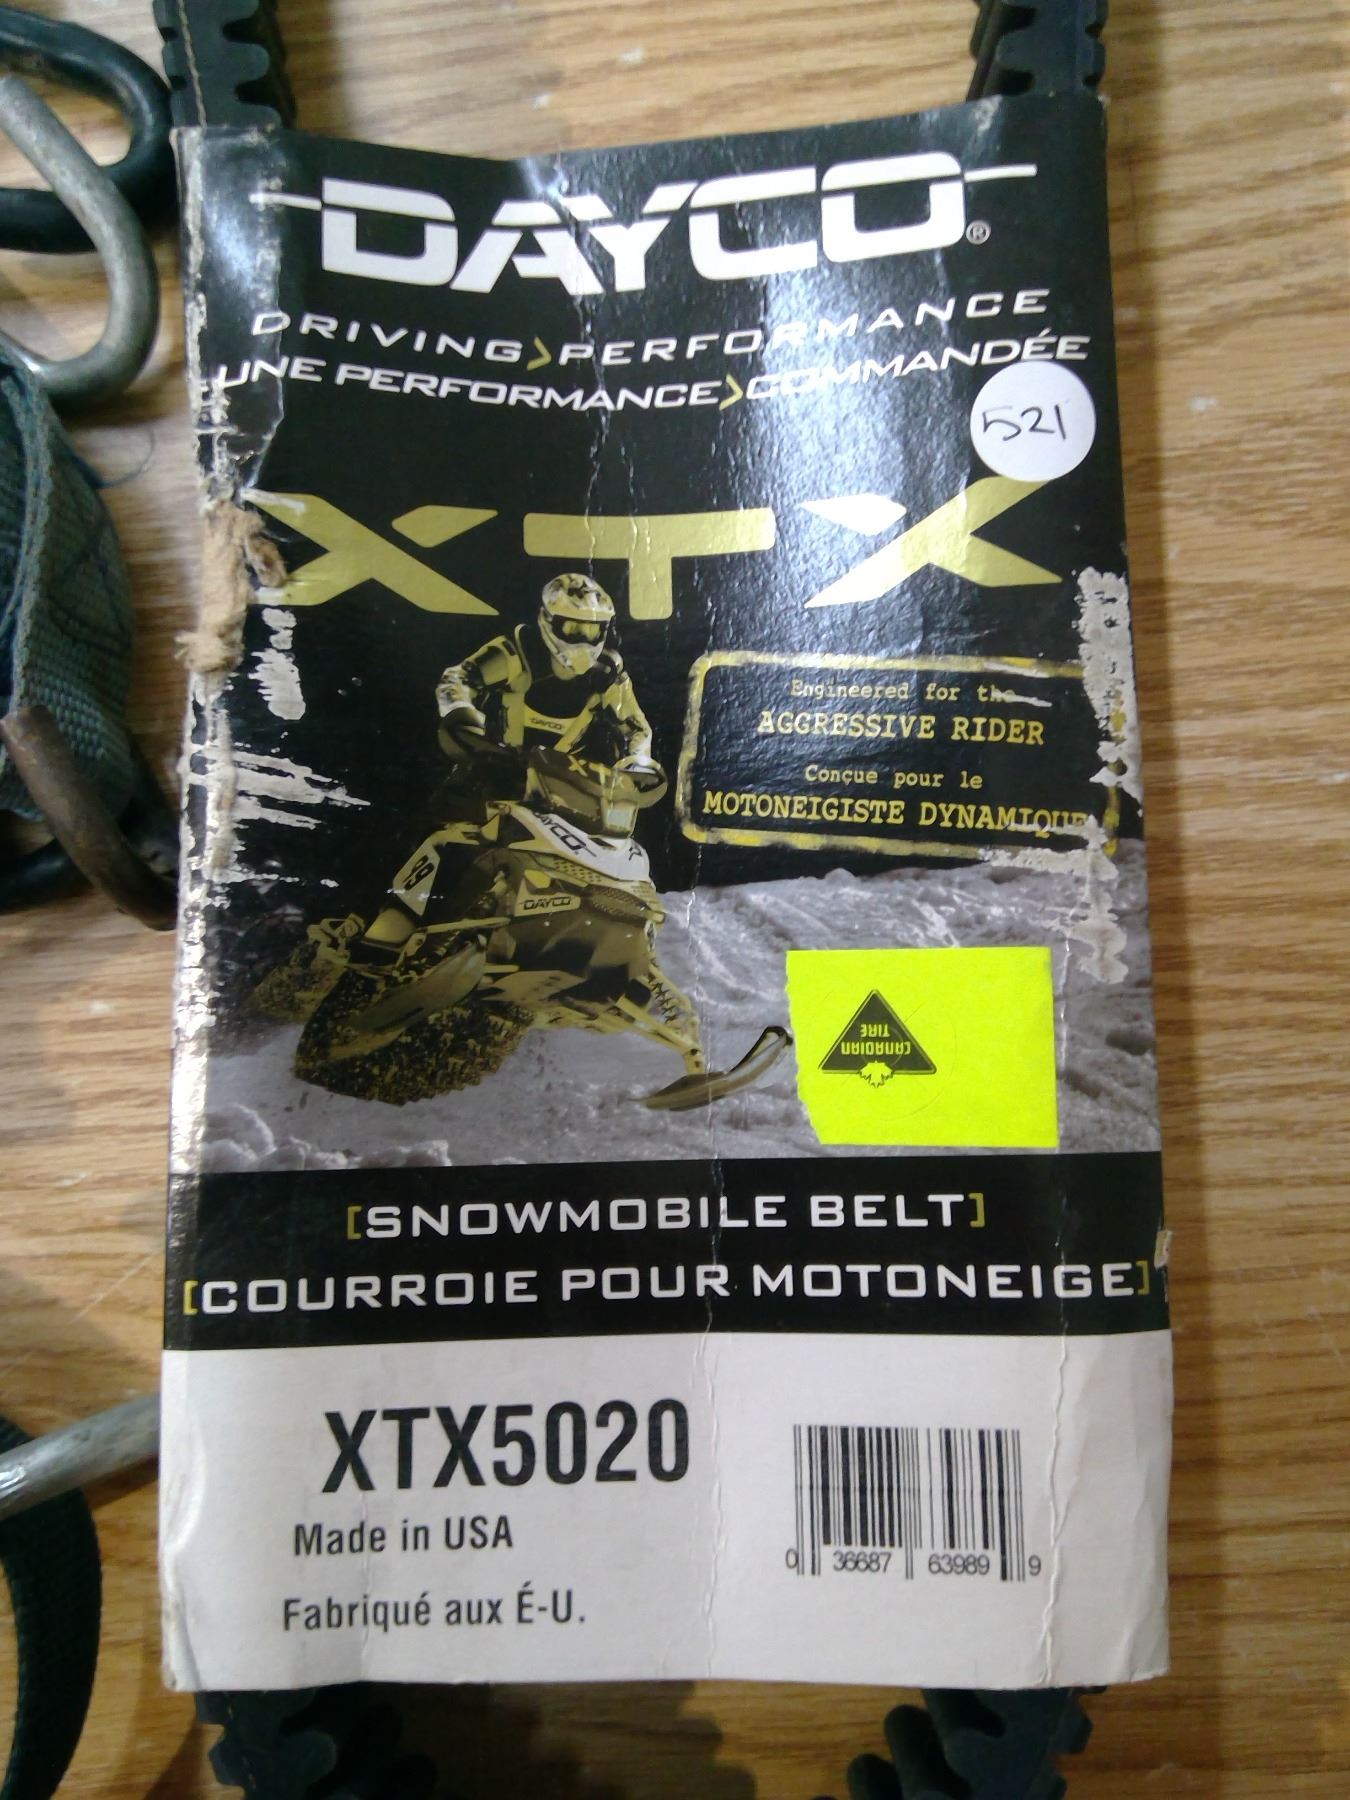 DAYCO®
DRIVING>PERFORMANCE
UNE PERFORMANCE>COMMANDÉE
521
XTX
Engineered for the
AGGRESSIVE RIDER
Conçue pour le
MOTONEIGISTE DYNAMIQUE
DAYCO
XTX
DAYCO
38
DAYCO
CANADIAN
TIRE
[SNOWMOBILE BELT]
[COURROIE POUR MOTONEIGE]
XTX5020
Made in USA
Fabriqué aux É-U.
0 36687 63989 9